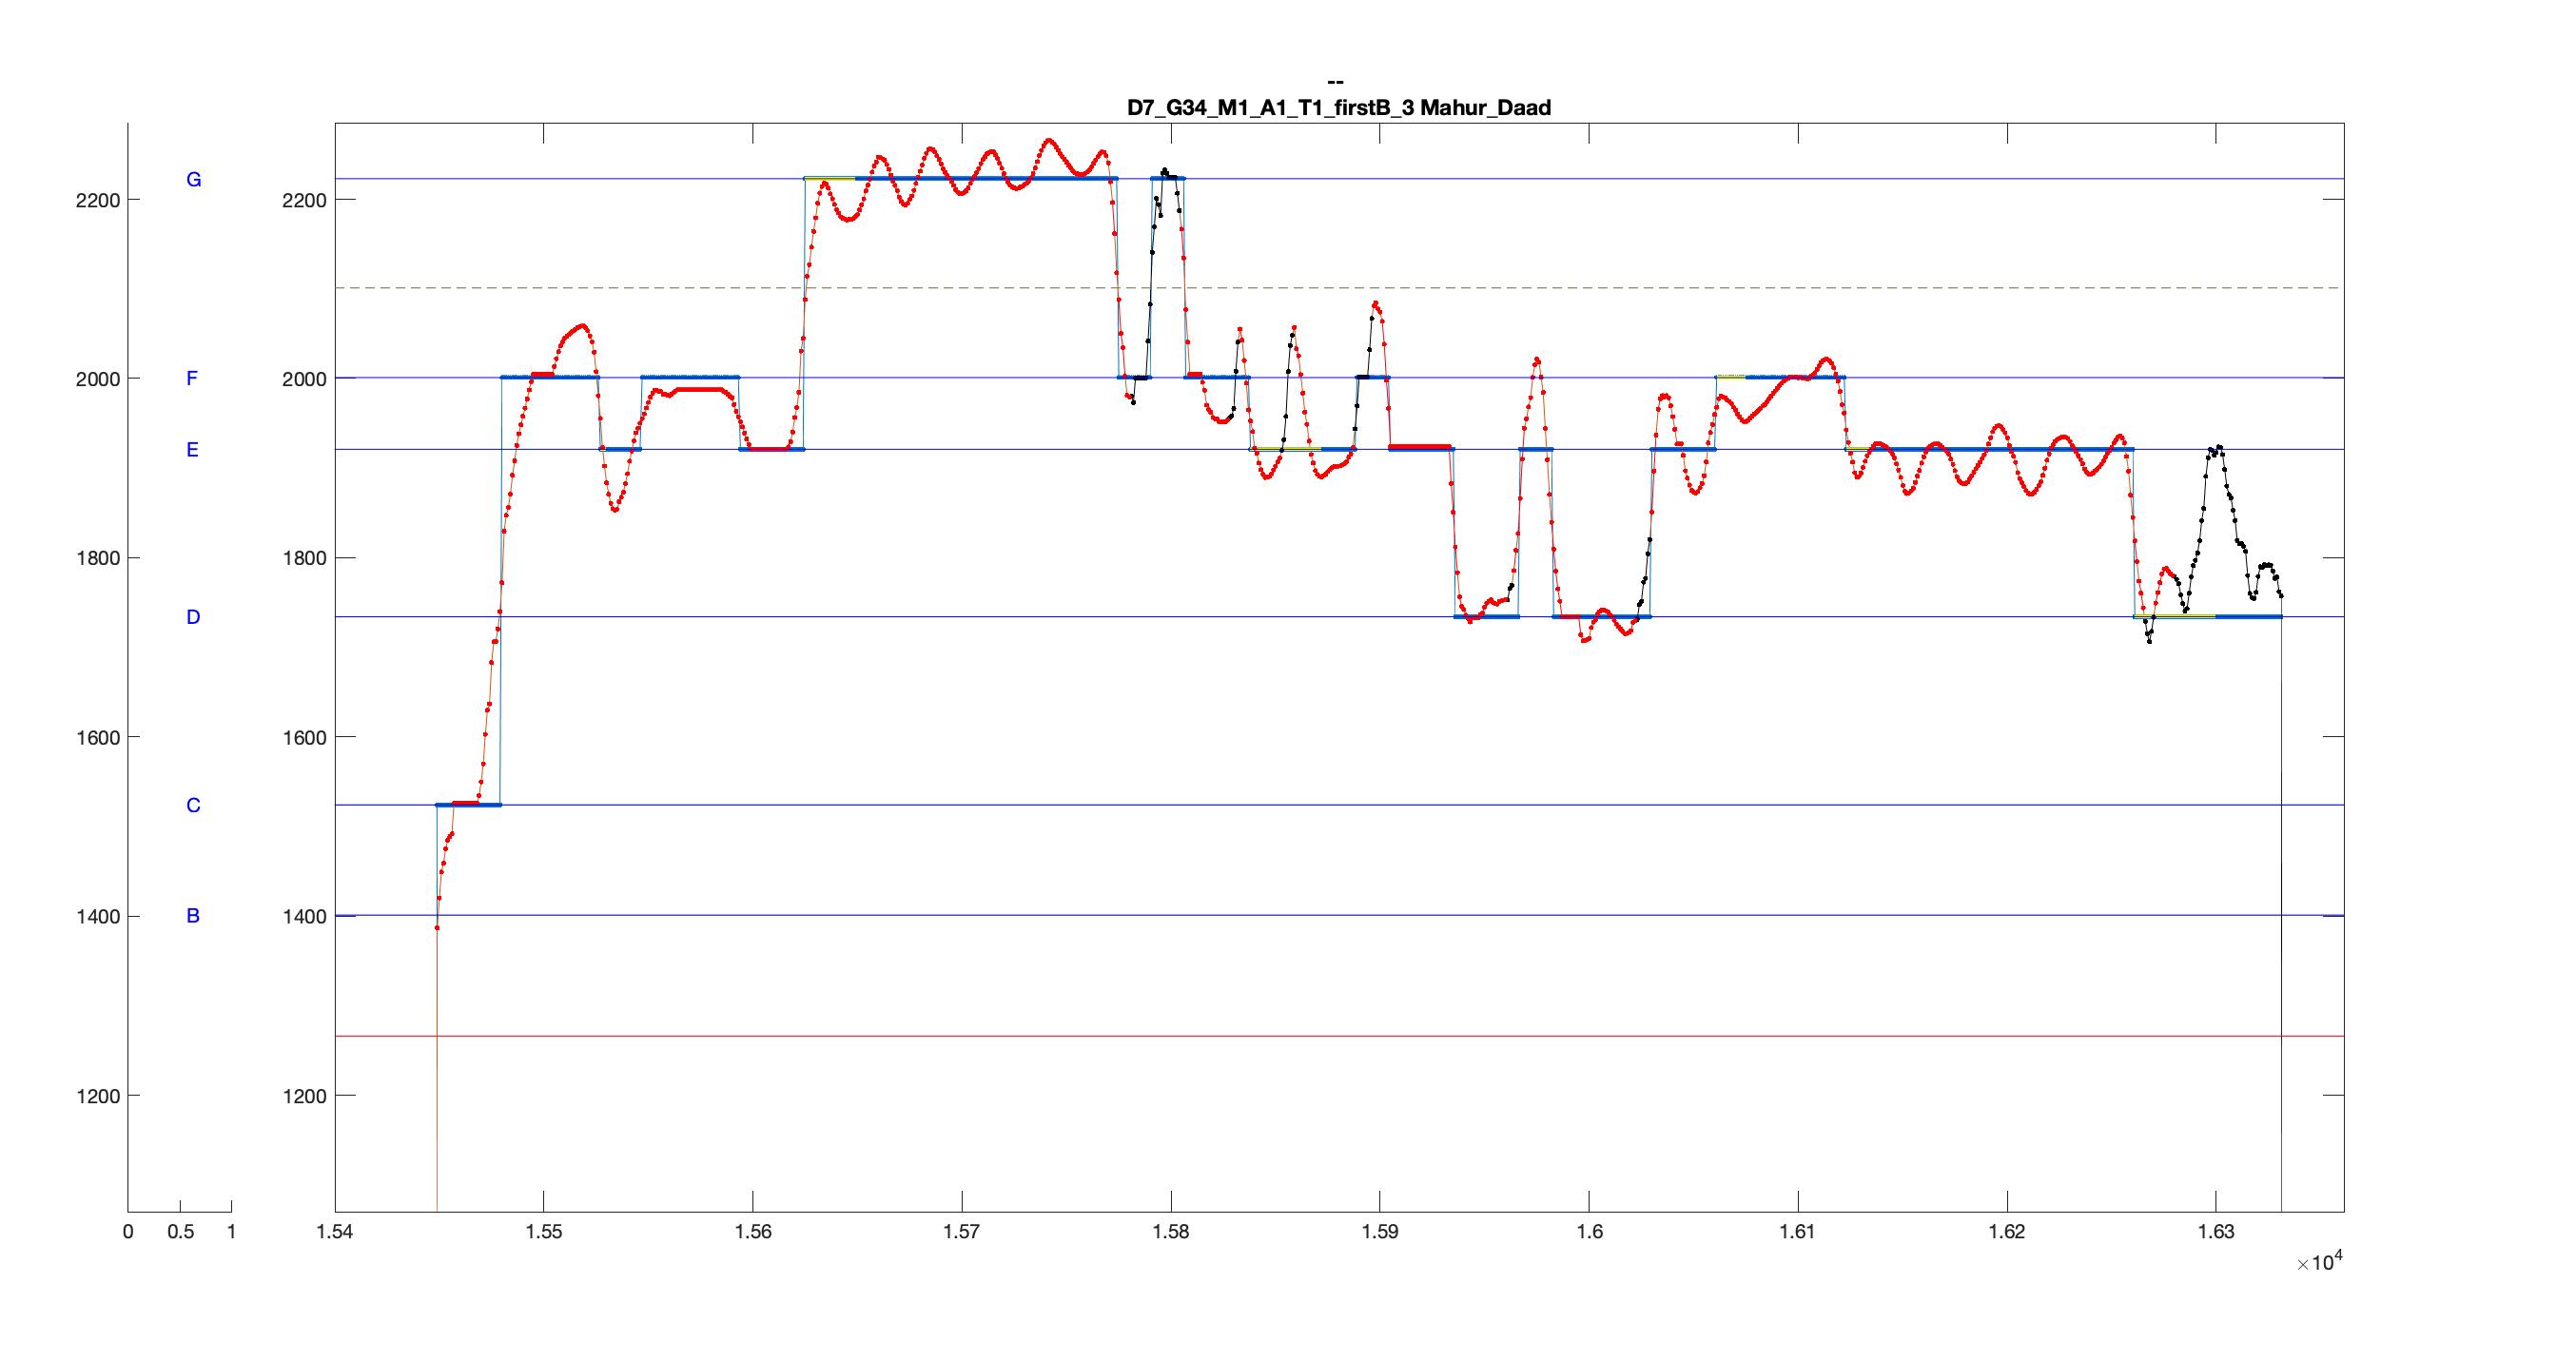 --
D7_G34_M1_A1_T1_firstB_3 Mahur_Daad
G
2200 2200
F
2000 2000
E
1800 1800
D
1600 1600
C
1400 B 1400
1200 1200
0 0.5 1 1.54 1.55 1.56 1.57 1.58 1.59 1.6 1.61 1.62 1.63
×10⁴